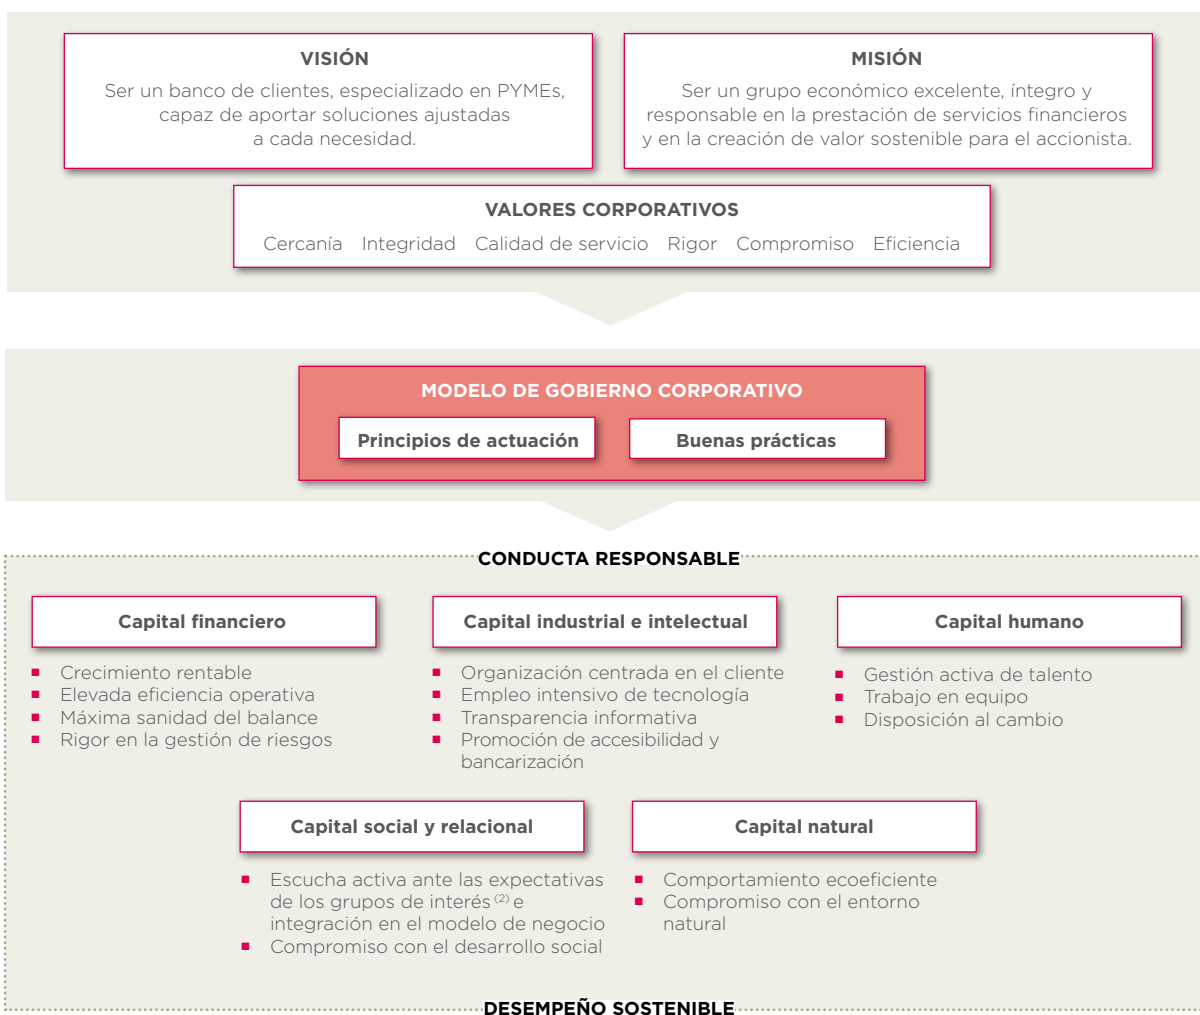 VISIÓN
Ser un banco de clientes, especializado en PYMEs,
capaz de aportar soluciones ajustadas
a cada necesidad.
MISIÓN
Ser un grupo económico excelente, íntegro y
responsable en la prestación de servicios financieros
y en la creación de valor sostenible para el accionista.
VALORES CORPORATIVOS
Cercanía Integridad Calidad de servicio Rigor Compromiso Eficiencia
MODELO DE GOBIERNO CORPORATIVO
Principios de actuación
Buenas prácticas
CONDUCTA RESPONSABLE
Capital financiero
▪ Crecimiento rentable
▪ Elevada eficiencia operativa
▪ Máxima sanidad del balance
▪ Rigor en la gestión de riesgos
Capital industrial e intelectual
▪ Organización centrada en el cliente
▪ Empleo intensivo de tecnología
▪ Transparencia informativa
▪ Promoción de accesibilidad y
bancarización
Capital humano
▪ Gestión activa de talento
▪ Trabajo en equipo
▪ Disposición al cambio
Capital social y relacional
▪ Escucha activa ante las expectativas
de los grupos de interés (2) e
integración en el modelo de negocio
▪ Compromiso con el desarrollo social
Capital natural
▪ Comportamiento ecoeficiente
▪ Compromiso con el entorno
natural
DESEMPEÑO SOSTENIBLE